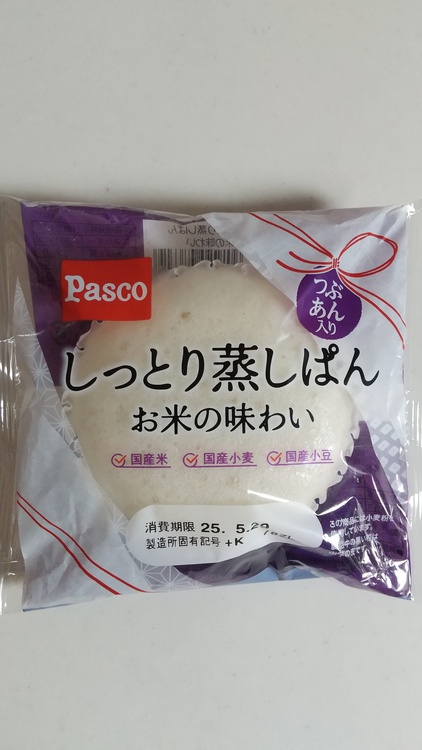 Pasco
つぶ
あん
入り
しっとり蒸しぱん
お米の味わい
国産米 国産小麦 国産小豆
消費期限 25. 5.
製造所固有記号 +K